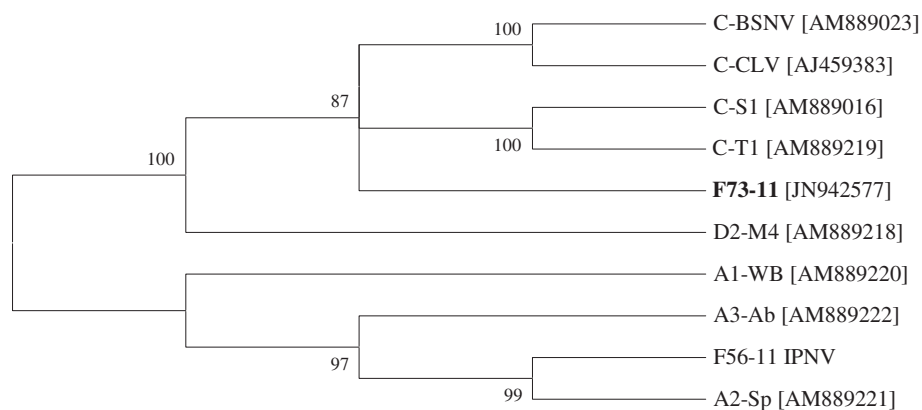 C-BSNV [AM889023]
100
C-CLV [AJ459383]
87
C-S1 [AM889016]
100
C-T1 [AM889219]
100
F73-11 [JN942577]
D2-M4 [AM889218]
A1-WB [AM889220]
A3-Ab [AM889222]
97
F56-11 IPNV
99
A2-Sp [AM889221]